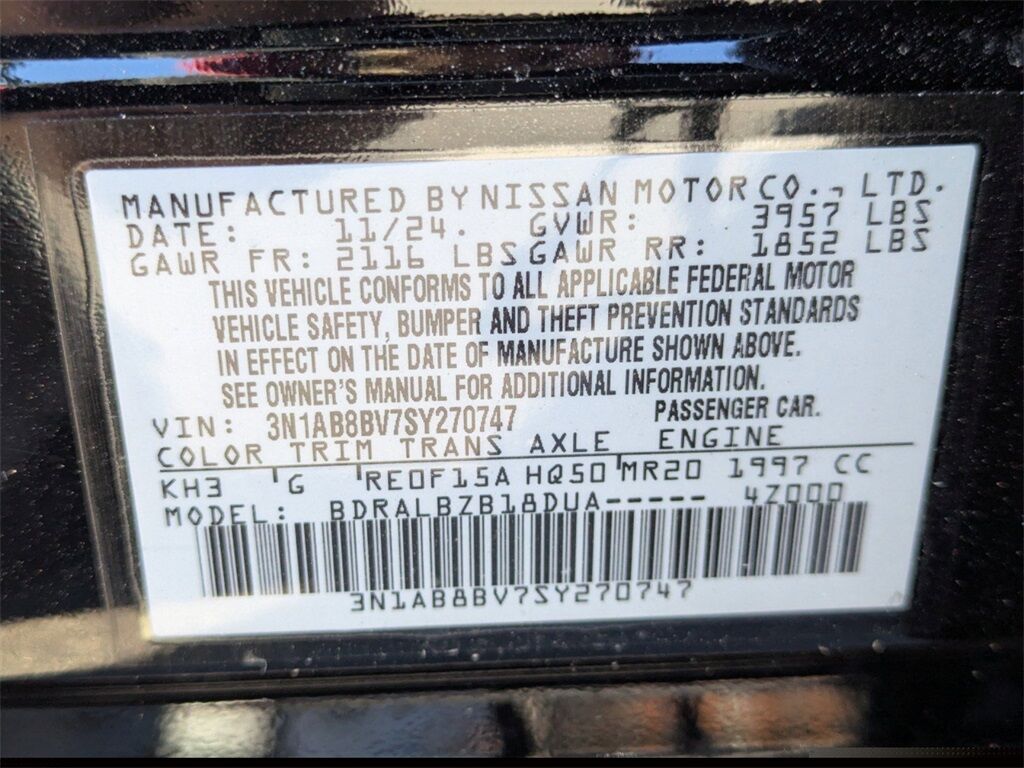 MANUFACTURED BY NISSAN MOTOR CO., LTD.
DATE: 11/24. GVWR: 3957 LBS
GAWR FR: 2116 LBS GAWR RR: 1852 LBS
THIS VEHICLE CONFORMS TO ALL APPLICABLE FEDERAL MOTOR
VEHICLE SAFETY, BUMPER AND THEFT PREVENTION STANDARDS
IN EFFECT ON THE DATE OF MANUFACTURE SHOWN ABOVE.
SEE OWNER'S MANUAL FOR ADDITIONAL INFORMATION.
VIN: 3N1AB8BV7SY270747 PASSENGER CAR.
COLOR TRIM TRANS AXLE ENGINE
KH3 G RE0F15A HQ50 MR20 1997 CC
MODEL: BDRALBZB18DUA----- 4Z000
3N1AB8BV7SY270747